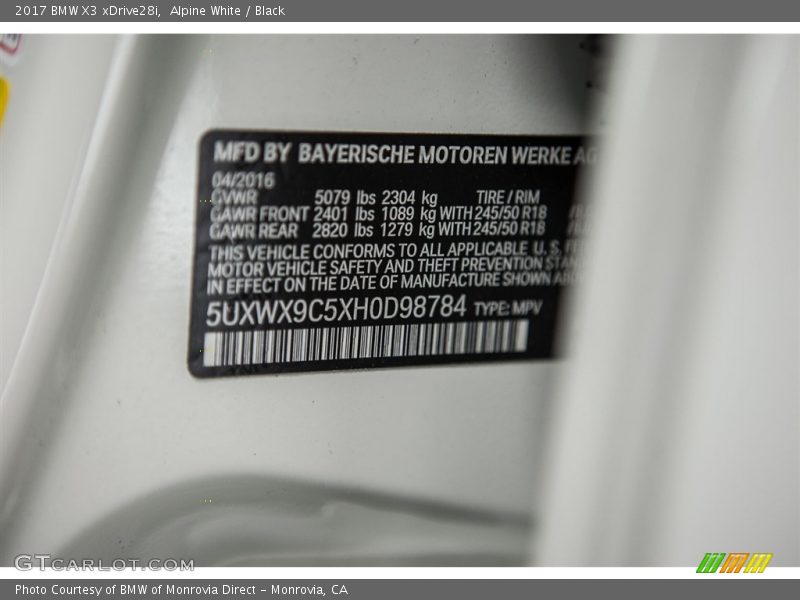 2017 BMW X3 xDrive28i, Alpine White / Black
MFD BY BAYERISCHE MOTOREN WERKE AG
04/2016
GVWR 5079 lbs 2304 kg TIRE / RIM
GAWR FRONT 2401 lbs 1089 kg WITH 245/50 R18
GAWR REAR 2820 lbs 1279 kg WITH 245/50 R18
THIS VEHICLE CONFORMS TO ALL APPLICABLE U. S.
MOTOR VEHICLE SAFETY AND THEFT PREVENTION
IN EFFECT ON THE DATE OF MANUFACTURE SHOWN
5UXWX9C5XH0D98784 TYPE: MPV
GTCARLOT.COM
Photo Courtesy of BMW of Monrovia Direct – Monrovia, CA